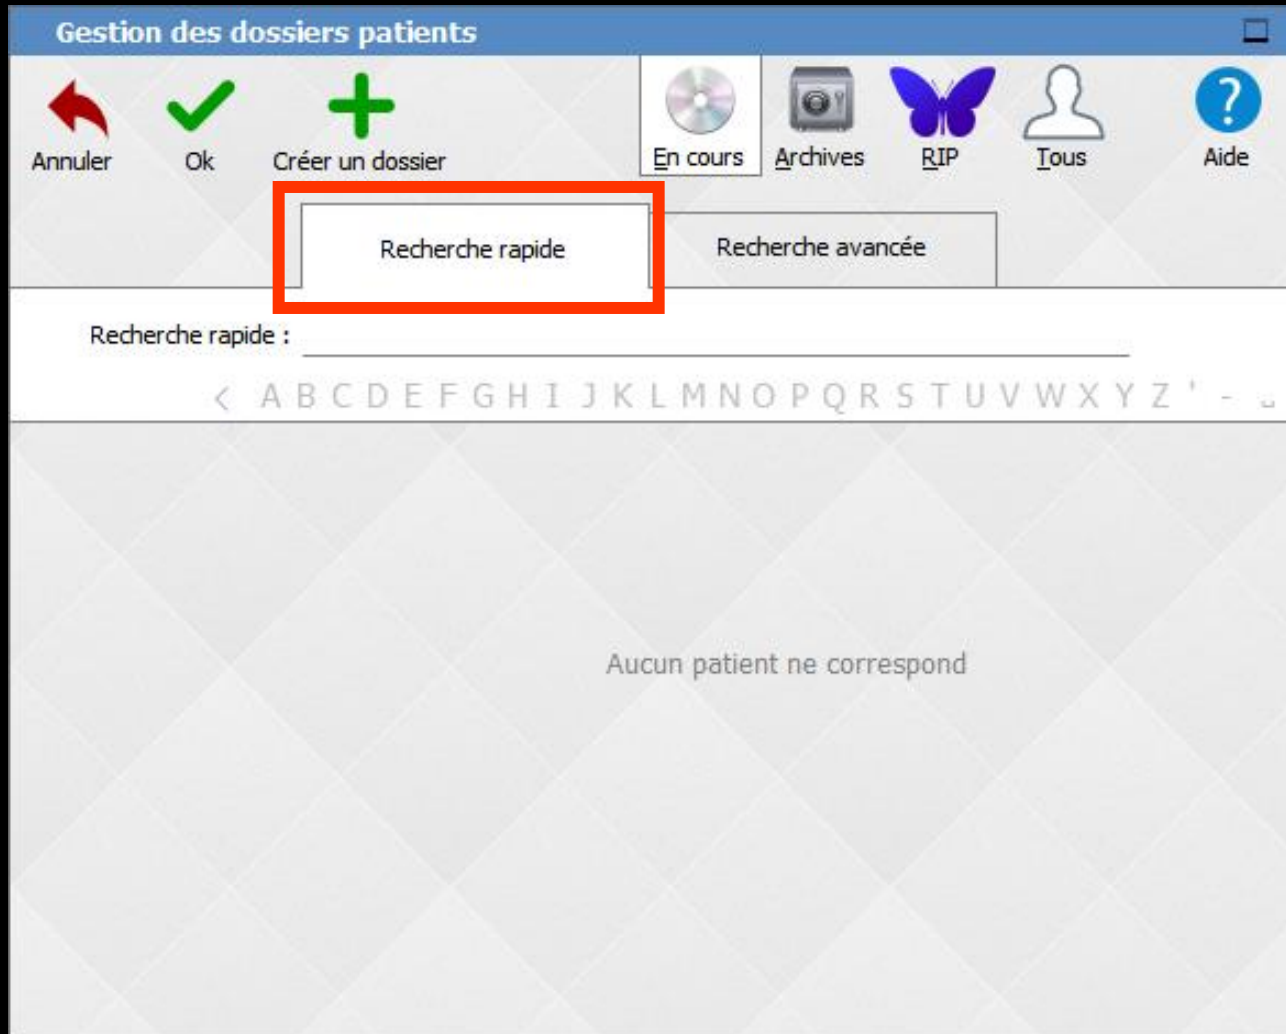 Gestion des dossiers patients
Annuler Ok Créer un dossier En cours Archives RIP Tous Aide
Recherche rapide Recherche avancée
Recherche rapide :
< A B C D E F G H I J K L M N O P Q R S T U V W X Y Z ' - ␣
Aucun patient ne correspond